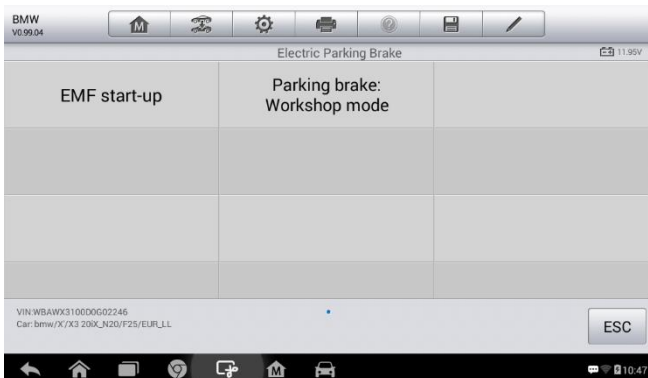 BMW
V0.99.04
Electric Parking Brake
11.95V
EMF start-up
Parking brake:
Workshop mode
VIN:WBAWX3100D0G02246
Car: bmw/X'/X3 20iX_N20/F25/EUR_LL
ESC
10:47